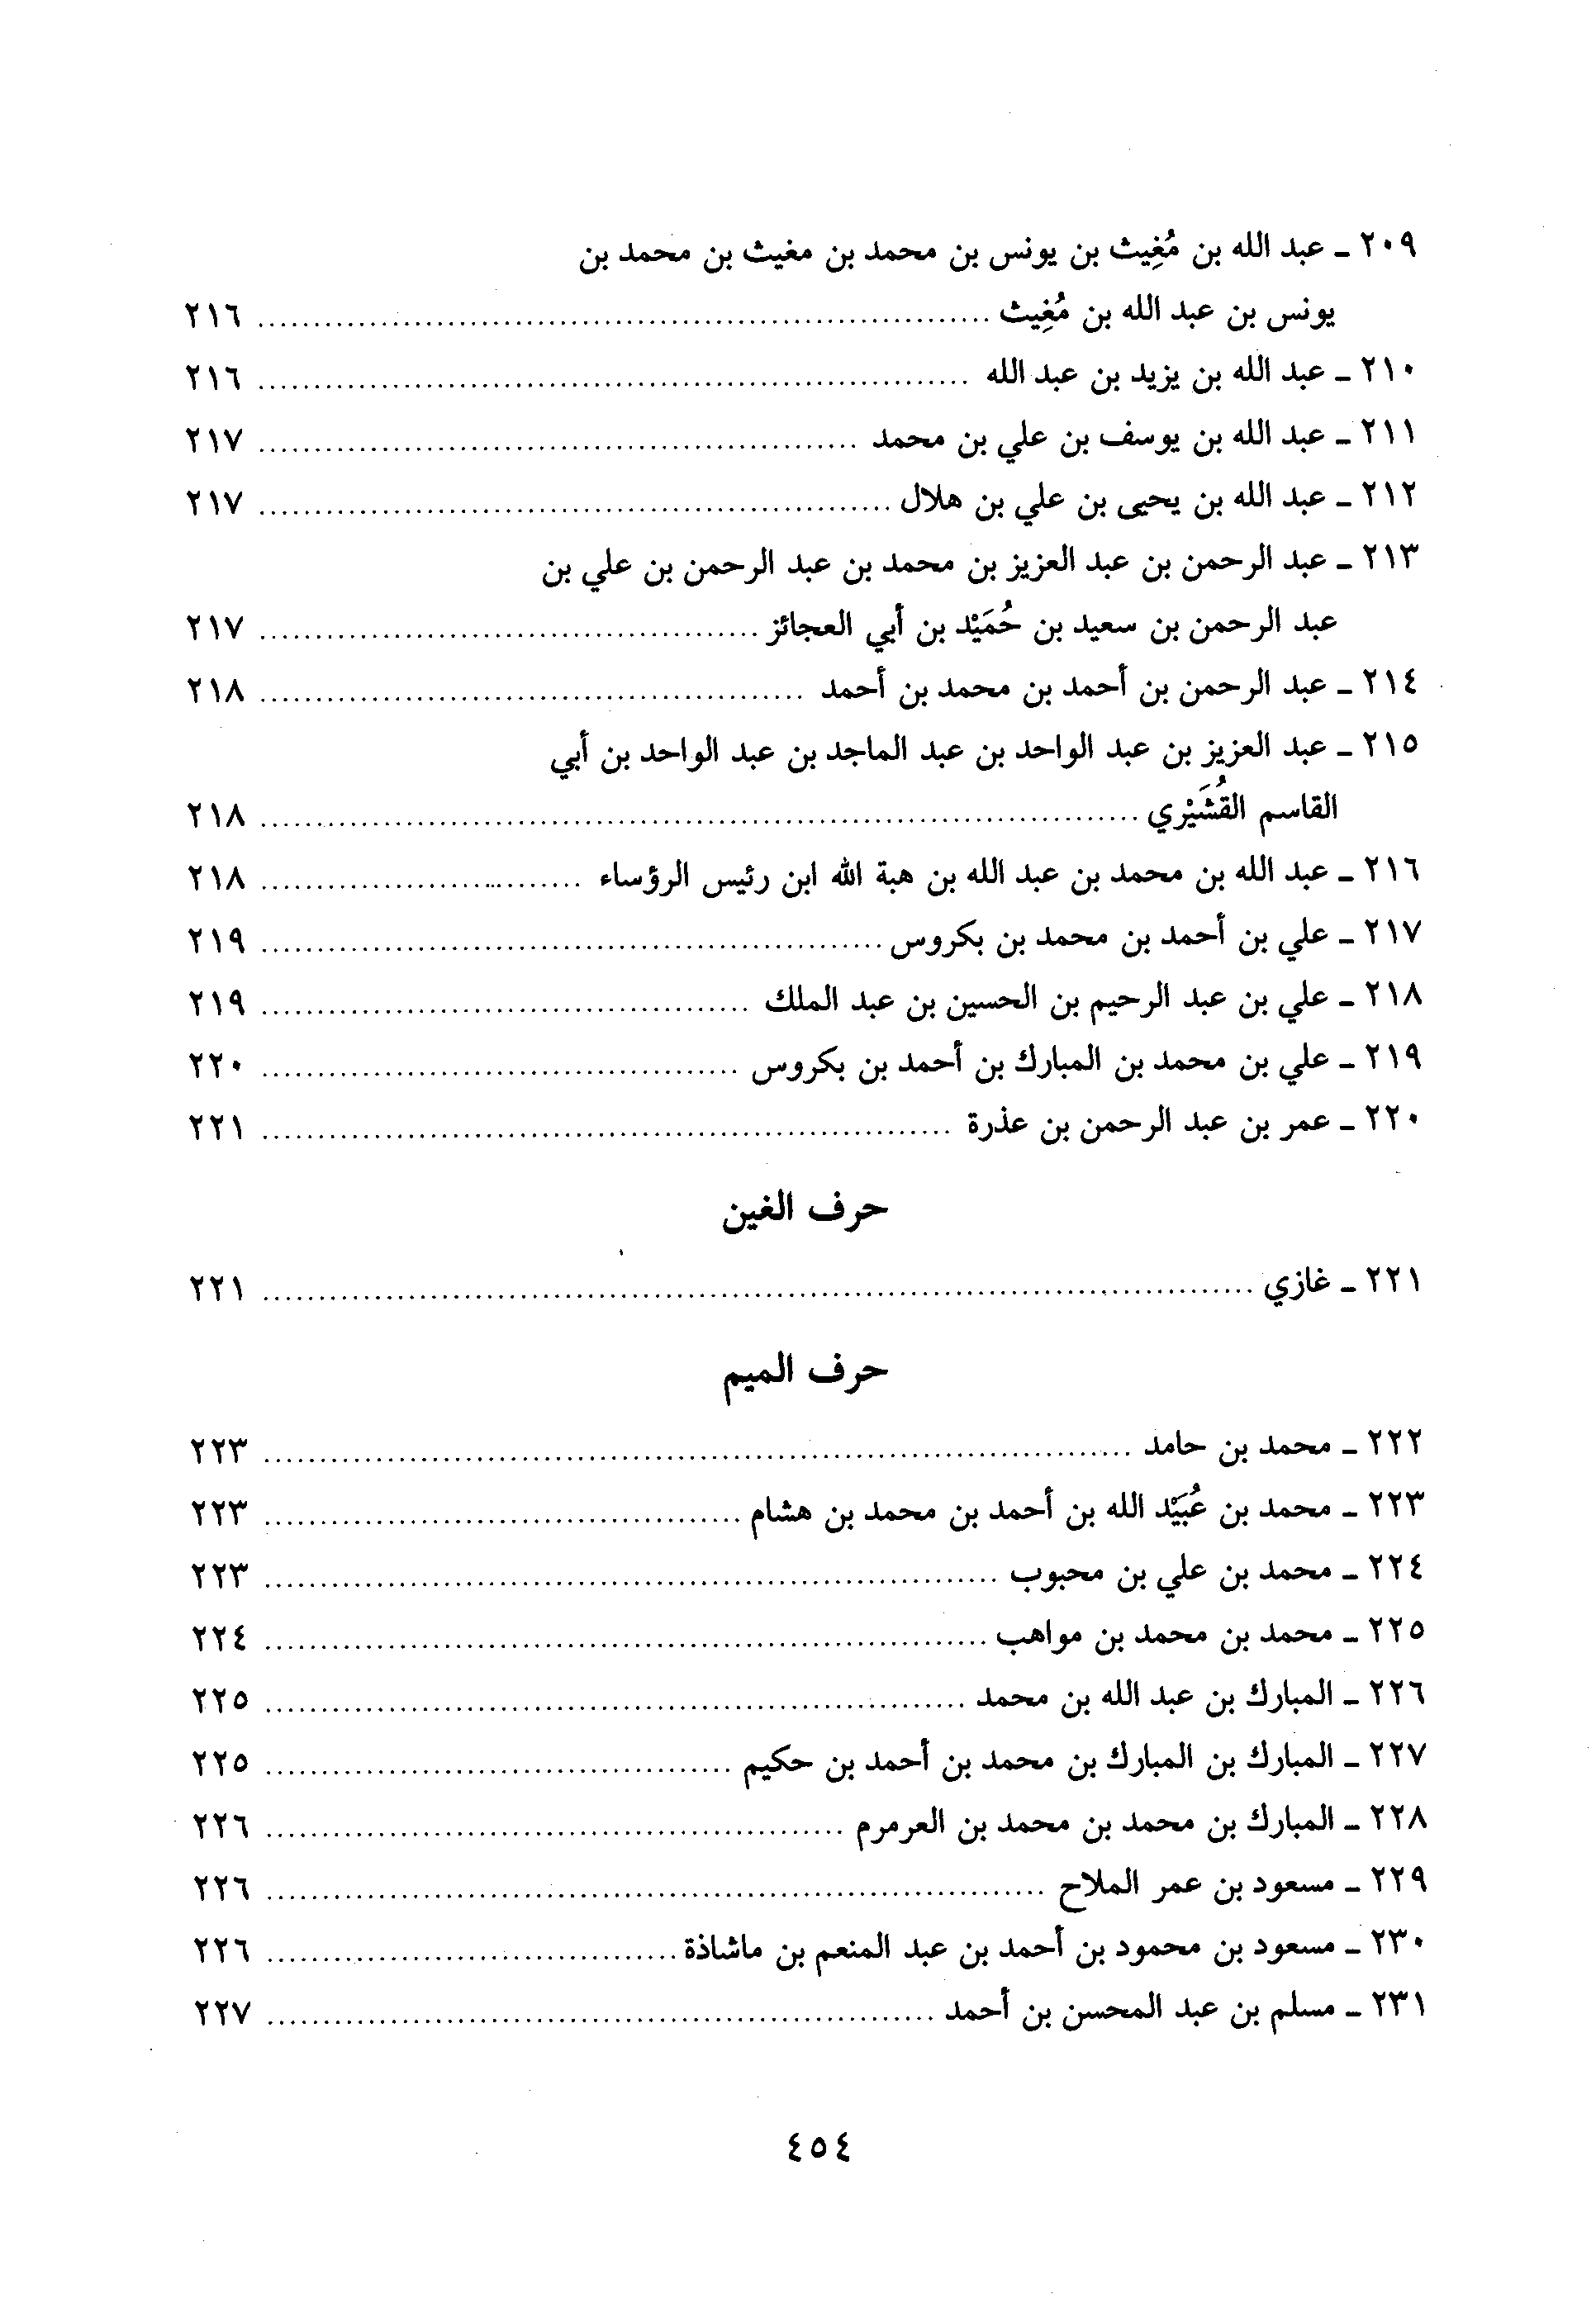 ٢٠٩ ـ عبد الله بن مُغِيث بن يونس بن محمد بن مغيث بن محمد بن
يونس بن عبد الله بن مُغِيث ........ ٢١٦
٢١٠ ـ عبد الله بن يزيد بن عبد الله ........ ٢١٦
٢١١ ـ عبد الله بن يوسف بن علي بن محمد ........ ٢١٧
٢١٢ ـ عبد الله بن يحيى بن علي بن هلال ........ ٢١٧
٢١٣ ـ عبد الرحمن بن عبد العزيز بن محمد بن عبد الرحمن بن علي بن
عبد الرحمن بن سعيد بن حُمَيْد بن أبي العجائز ........ ٢١٧
٢١٤ ـ عبد الرحمن بن أحمد بن محمد بن أحمد ........ ٢١٨
٢١٥ ـ عبد العزيز بن عبد الواحد بن عبد الماجد بن عبد الواحد بن أبي
القاسم القُشَيْري ........ ٢١٨
٢١٦ ـ عبد الله بن محمد بن عبد الله بن هبة الله ابن رئيس الرؤساء ........ ٢١٨
٢١٧ ـ علي بن أحمد بن محمد بن بكروس ........ ٢١٩
٢١٨ ـ علي بن عبد الرحيم بن الحسين بن عبد الملك ........ ٢١٩
٢١٩ ـ علي بن محمد بن المبارك بن أحمد بن بكروس ........ ٢٢٠
٢٢٠ ـ عمر بن عبد الرحمن بن عذرة ........ ٢٢١
حرف الغين
٢٢١ ـ غازي ........ ٢٢١
حرف الميم
٢٢٢ ـ محمد بن حامد ........ ٢٢٣
٢٢٣ ـ محمد بن عُبَيْد الله بن أحمد بن محمد بن هشام ........ ٢٢٣
٢٢٤ ـ محمد بن علي بن محبوب ........ ٢٢٣
٢٢٥ ـ محمد بن محمد بن مواهب ........ ٢٢٤
٢٢٦ ـ المبارك بن عبد الله بن محمد ........ ٢٢٥
٢٢٧ ـ المبارك بن المبارك بن محمد بن أحمد بن حكيم ........ ٢٢٥
٢٢٨ ـ المبارك بن محمد بن محمد بن العرمرم ........ ٢٢٦
٢٢٩ ـ مسعود بن عمر الملاح ........ ٢٢٦
٢٣٠ ـ مسعود بن محمود بن أحمد بن عبد المنعم بن ماشاذة ........ ٢٢٦
٢٣١ ـ مسلم بن عبد المحسن بن أحمد ........ ٢٢٧
٤٥٤